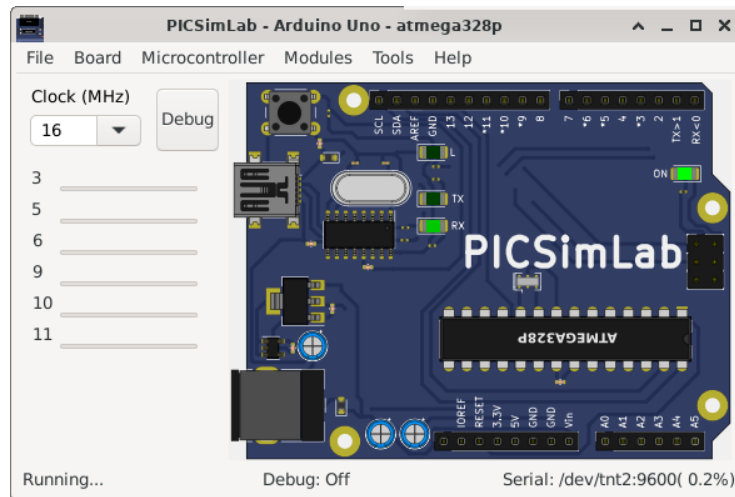 PICSimLab - Arduino Uno - atmega328p
File Board Microcontroller Modules Tools Help
Clock (MHz)
16
Debug
3
5
6
9
10
11
SCL
SDA
AREF
GND
13
12
*11
*10
*9
8
7
*6
*5
4
*3
2
TX>1
RX<0
L
TX
RX
ON
PICSimLab
ATMEGA328P
IOREF
RESET
3.3V
5V
GND
GND
Vin
A0
A1
A2
A3
A4
A5
Running...
Debug: Off
Serial: /dev/tnt2:9600( 0.2%)